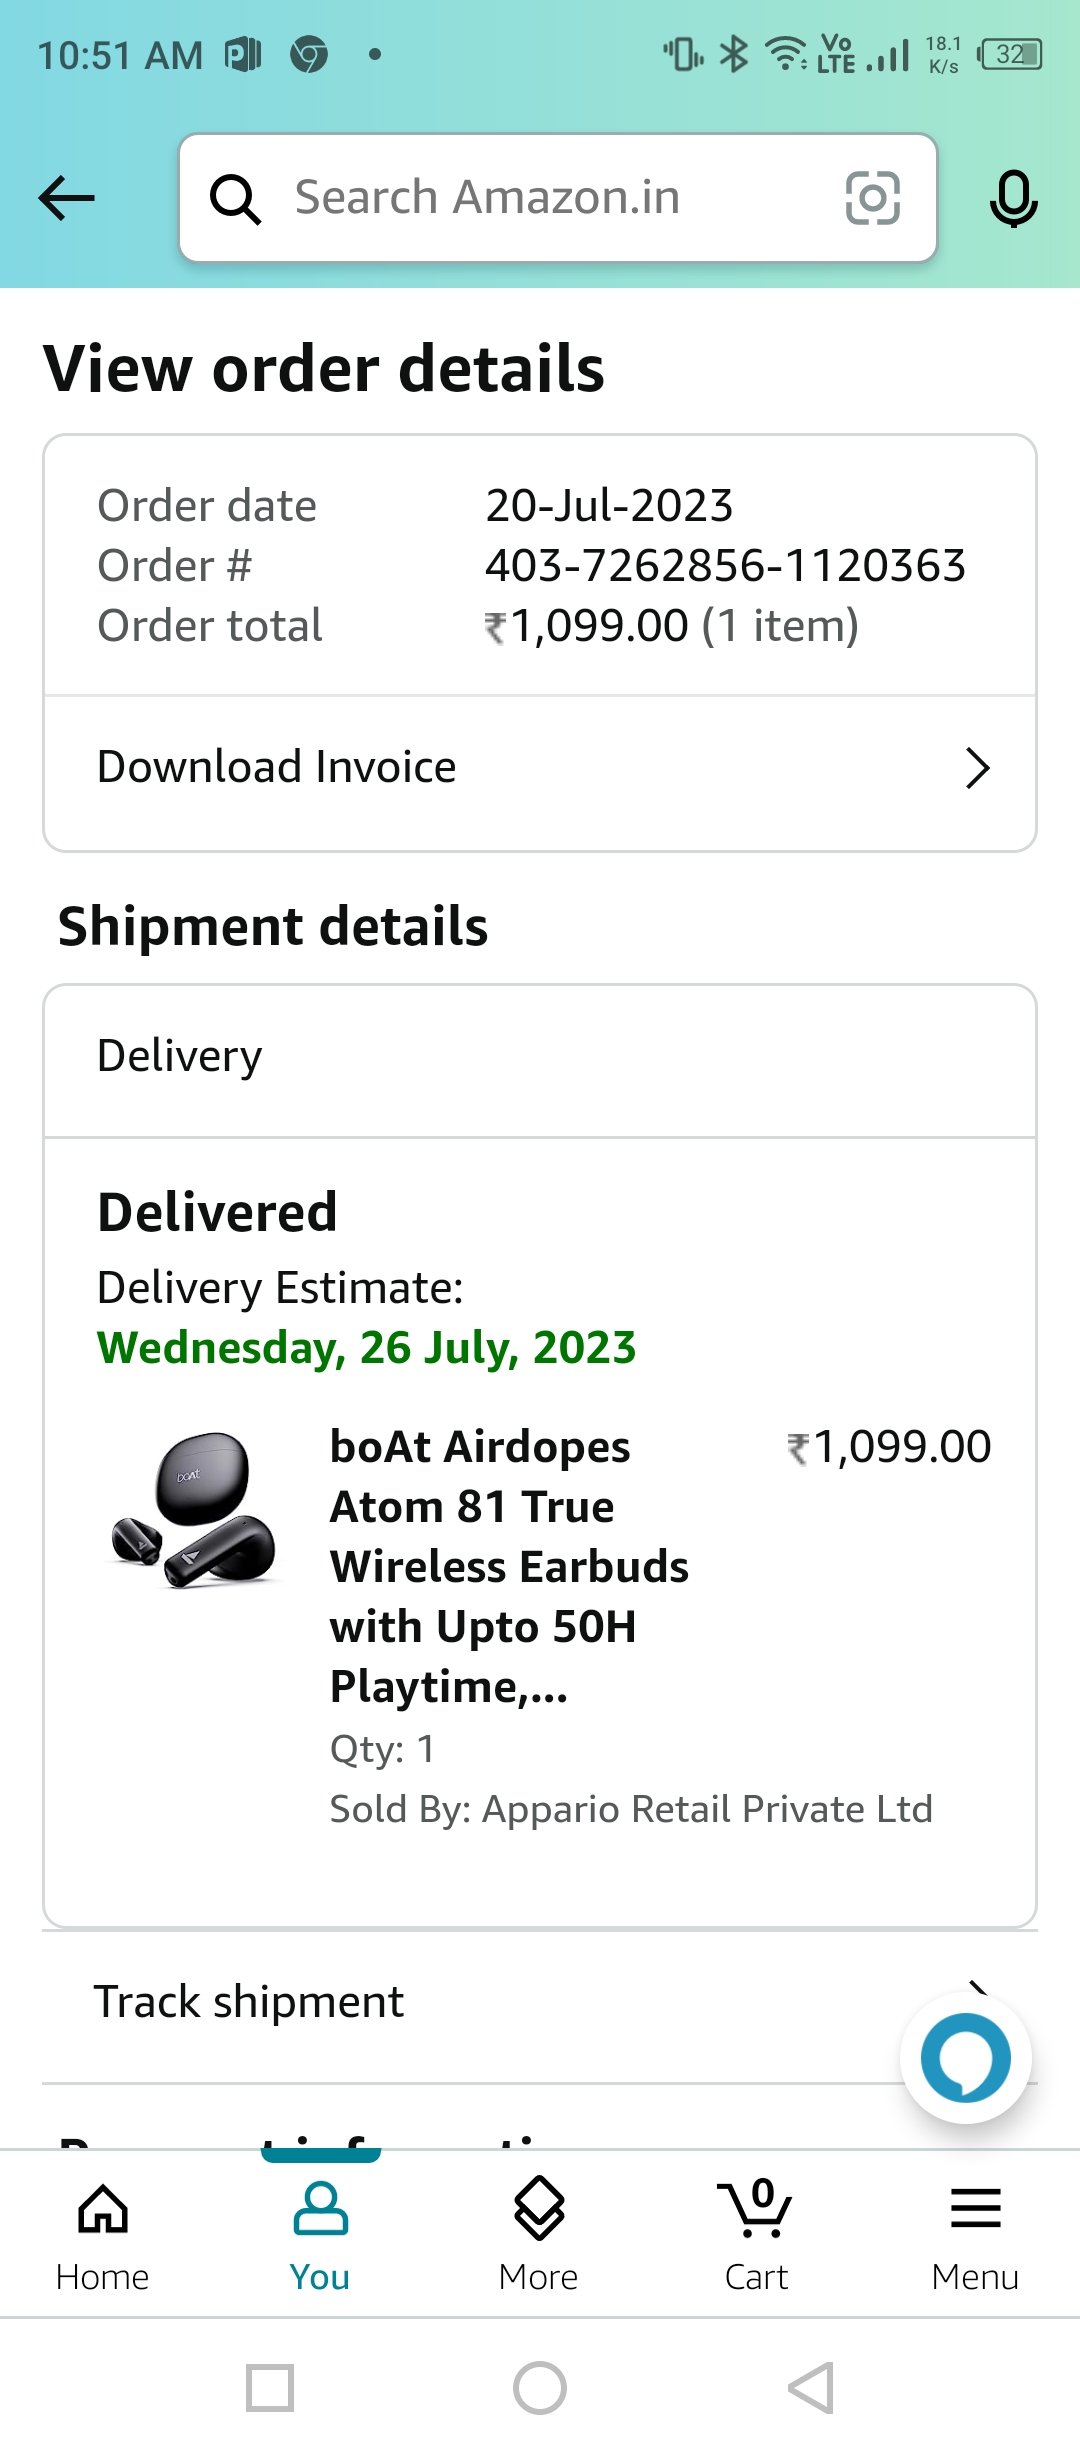 10:51 AM
Vo
LTE
18.1
K/s
32
Search Amazon.in
View order details
Order date 20-Jul-2023
Order # 403-7262856-1120363
Order total ₹1,099.00 (1 item)
Download Invoice
Shipment details
Delivery
Delivered
Delivery Estimate:
Wednesday, 26 July, 2023
boAt
boAt Airdopes ₹1,099.00
Atom 81 True
Wireless Earbuds
with Upto 50H
Playtime,...
Qty: 1
Sold By: Appario Retail Private Ltd
Track shipment
0
Home You More Cart Menu